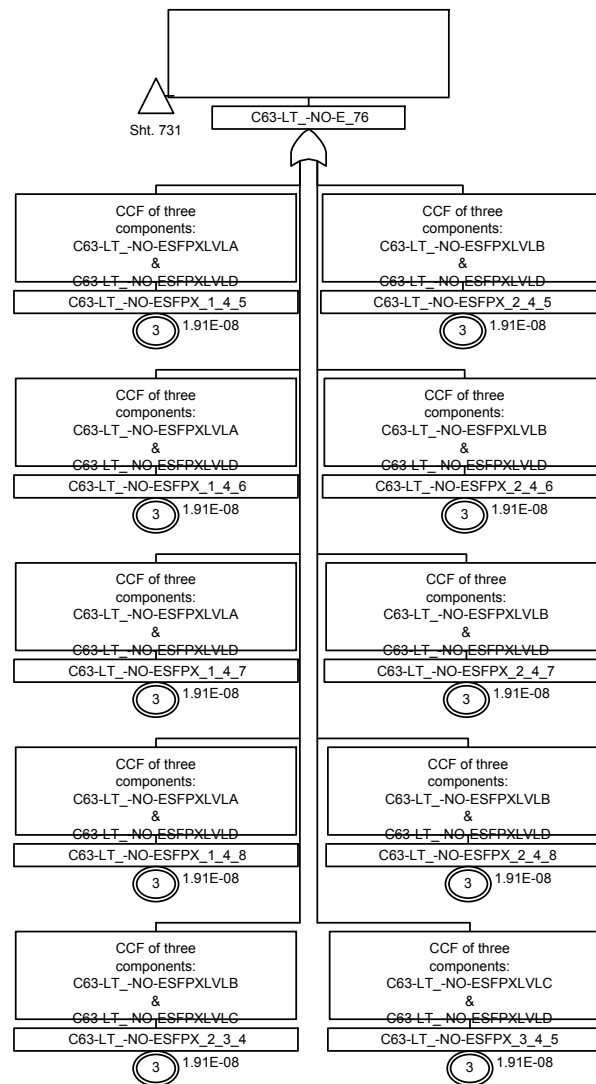 Sht. 731
C63-LT_-NO-E_76
CCF of three
components:
C63-LT_-NO-ESFPXLVLA
&
C63-LT_-NO-ESFPXLVLD
C63-LT_-NO-ESFPX_1_4_5
3
1.91E-08
CCF of three
components:
C63-LT_-NO-ESFPXLVLB
&
C63-LT_-NO-ESFPXLVLD
C63-LT_-NO-ESFPX_2_4_5
3
1.91E-08
CCF of three
components:
C63-LT_-NO-ESFPXLVLA
&
C63-LT_-NO-ESFPXLVLD
C63-LT_-NO-ESFPX_1_4_6
3
1.91E-08
CCF of three
components:
C63-LT_-NO-ESFPXLVLB
&
C63-LT_-NO-ESFPXLVLD
C63-LT_-NO-ESFPX_2_4_6
3
1.91E-08
CCF of three
components:
C63-LT_-NO-ESFPXLVLA
&
C63-LT_-NO-ESFPXLVLD
C63-LT_-NO-ESFPX_1_4_7
3
1.91E-08
CCF of three
components:
C63-LT_-NO-ESFPXLVLB
&
C63-LT_-NO-ESFPXLVLD
C63-LT_-NO-ESFPX_2_4_7
3
1.91E-08
CCF of three
components:
C63-LT_-NO-ESFPXLVLA
&
C63-LT_-NO-ESFPXLVLD
C63-LT_-NO-ESFPX_1_4_8
3
1.91E-08
CCF of three
components:
C63-LT_-NO-ESFPXLVLB
&
C63-LT_-NO-ESFPXLVLD
C63-LT_-NO-ESFPX_2_4_8
3
1.91E-08
CCF of three
components:
C63-LT_-NO-ESFPXLVLB
&
C63-LT_-NO-ESFPXLVLC
C63-LT_-NO-ESFPX_2_3_4
3
1.91E-08
CCF of three
components:
C63-LT_-NO-ESFPXLVLC
&
C63-LT_-NO-ESFPXLVLD
C63-LT_-NO-ESFPX_3_4_5
3
1.91E-08